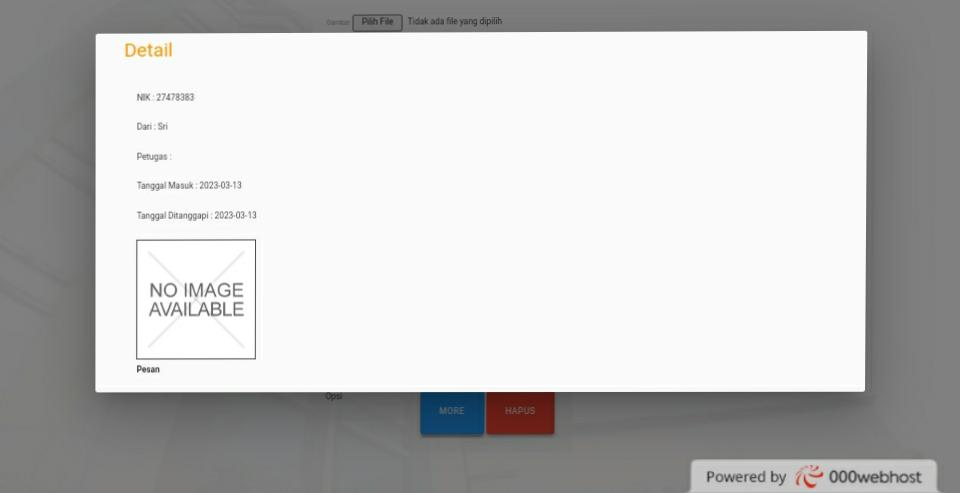 Gambar Pilih File Tidak ada file yang dipilih
Detail
NIK : 27478383
Dari : Sri
Petugas :
Tanggal Masuk : 2023-03-13
Tanggal Ditanggapi : 2023-03-13
NO IMAGE
AVAILABLE
Pesan
Opsi MORE HAPUS
Powered by 000webhost